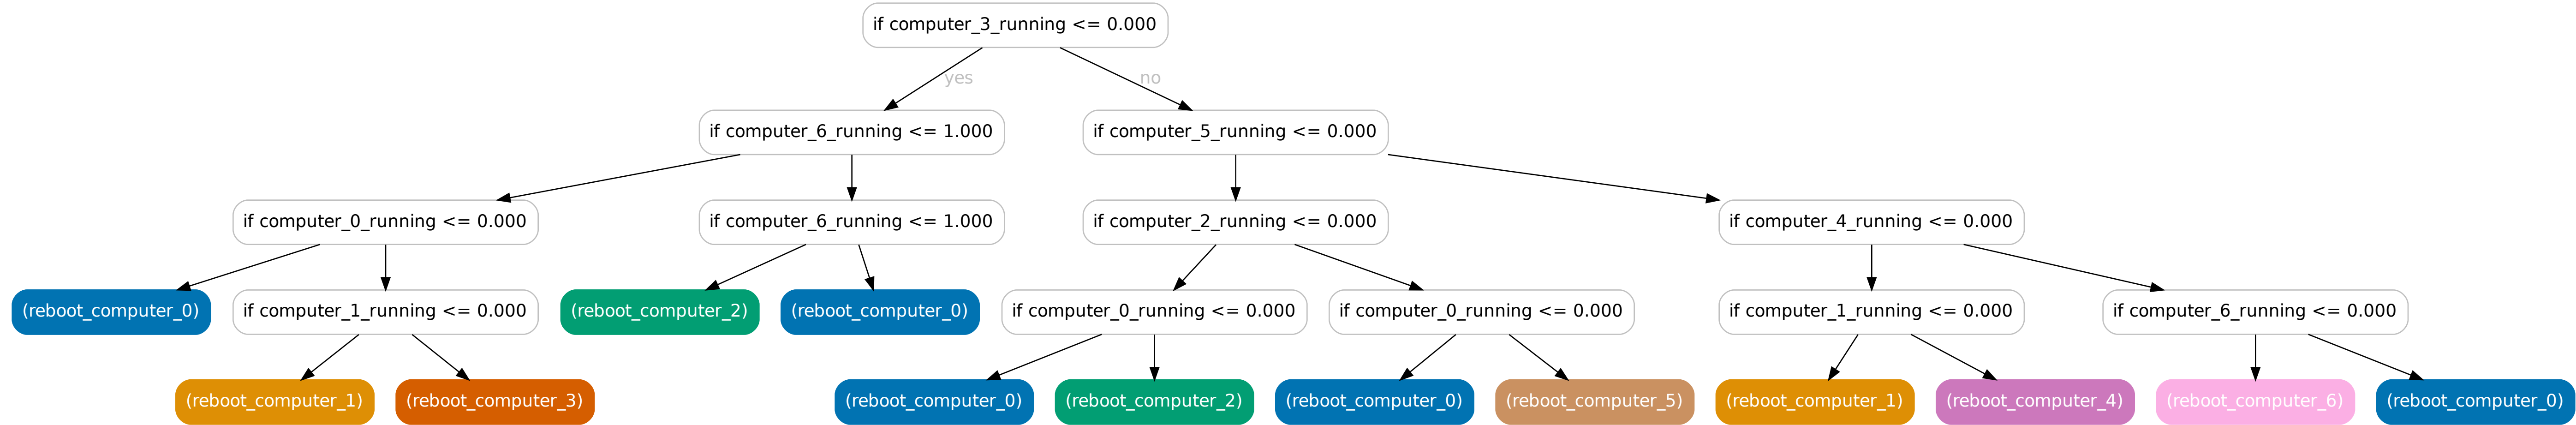 if computer_3_running <= 0.000
yes
no
if computer_6_running <= 1.000
if computer_5_running <= 0.000
if computer_0_running <= 0.000
if computer_6_running <= 1.000
if computer_2_running <= 0.000
if computer_4_running <= 0.000
(reboot_computer_0)
if computer_1_running <= 0.000
(reboot_computer_2)
(reboot_computer_0)
if computer_0_running <= 0.000
if computer_0_running <= 0.000
if computer_1_running <= 0.000
if computer_6_running <= 0.000
(reboot_computer_1)
(reboot_computer_3)
(reboot_computer_0)
(reboot_computer_2)
(reboot_computer_0)
(reboot_computer_5)
(reboot_computer_1)
(reboot_computer_4)
(reboot_computer_6)
(reboot_computer_0)